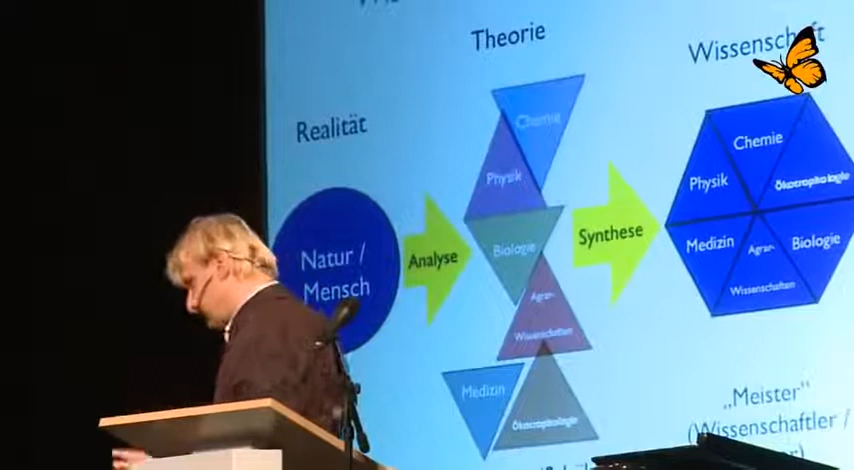 Theorie
Wissenschaft
Realität
Chemie
Physik
Biologie
Agrar-
Wissenschaften
Medizin
Ökotrophologie
Natur /
Mensch
Analyse
Synthese
Chemie
Physik
Ökotrophologie
Medizin
Agrar-
Biologie
Wissenschaften
„Meister“
(Wissenschaftler /